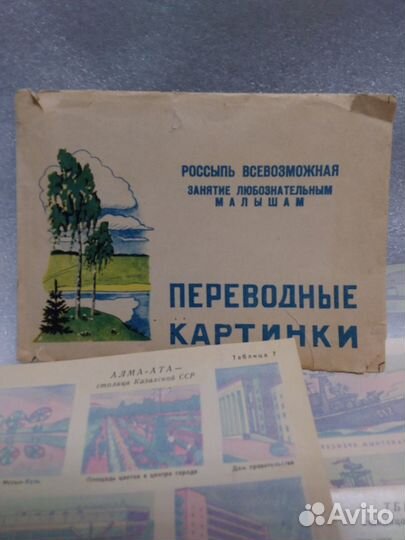 РОССЫПЬ ВСЕВОЗМОЖНАЯ
ЗАНЯТИЕ ЛЮБОЗНАТЕЛЬНЫМ
МАЛЫШАМ
ПЕРЕВОДНЫЕ
КАРТИНКИ
Таблица 7
АЛМА-АТА —
столица Казахской ССР
Площадь цветов в центре города
Дом правительства
Avito